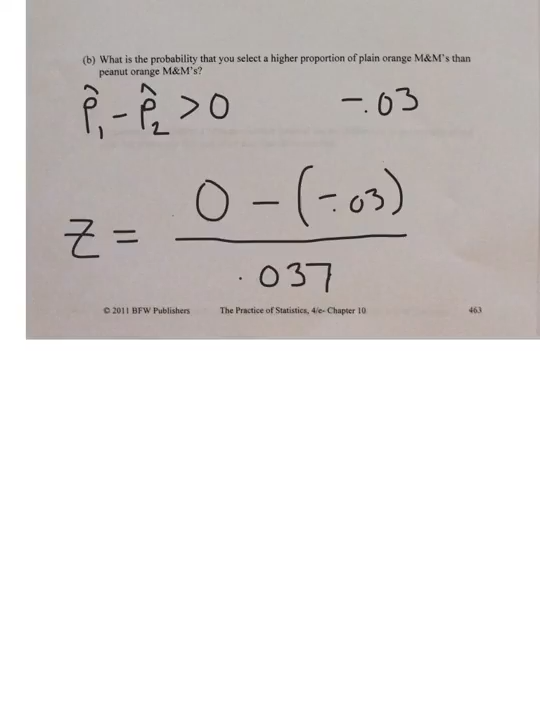 (b) What is the probability that you select a higher proportion of plain orange M&M's than
peanut orange M&M's?
p̂₁ - p̂₂ > 0 -.03
Z = 0 - (-.03)
.037
© 2011 BFW Publishers The Practice of Statistics, 4/e- Chapter 10 463